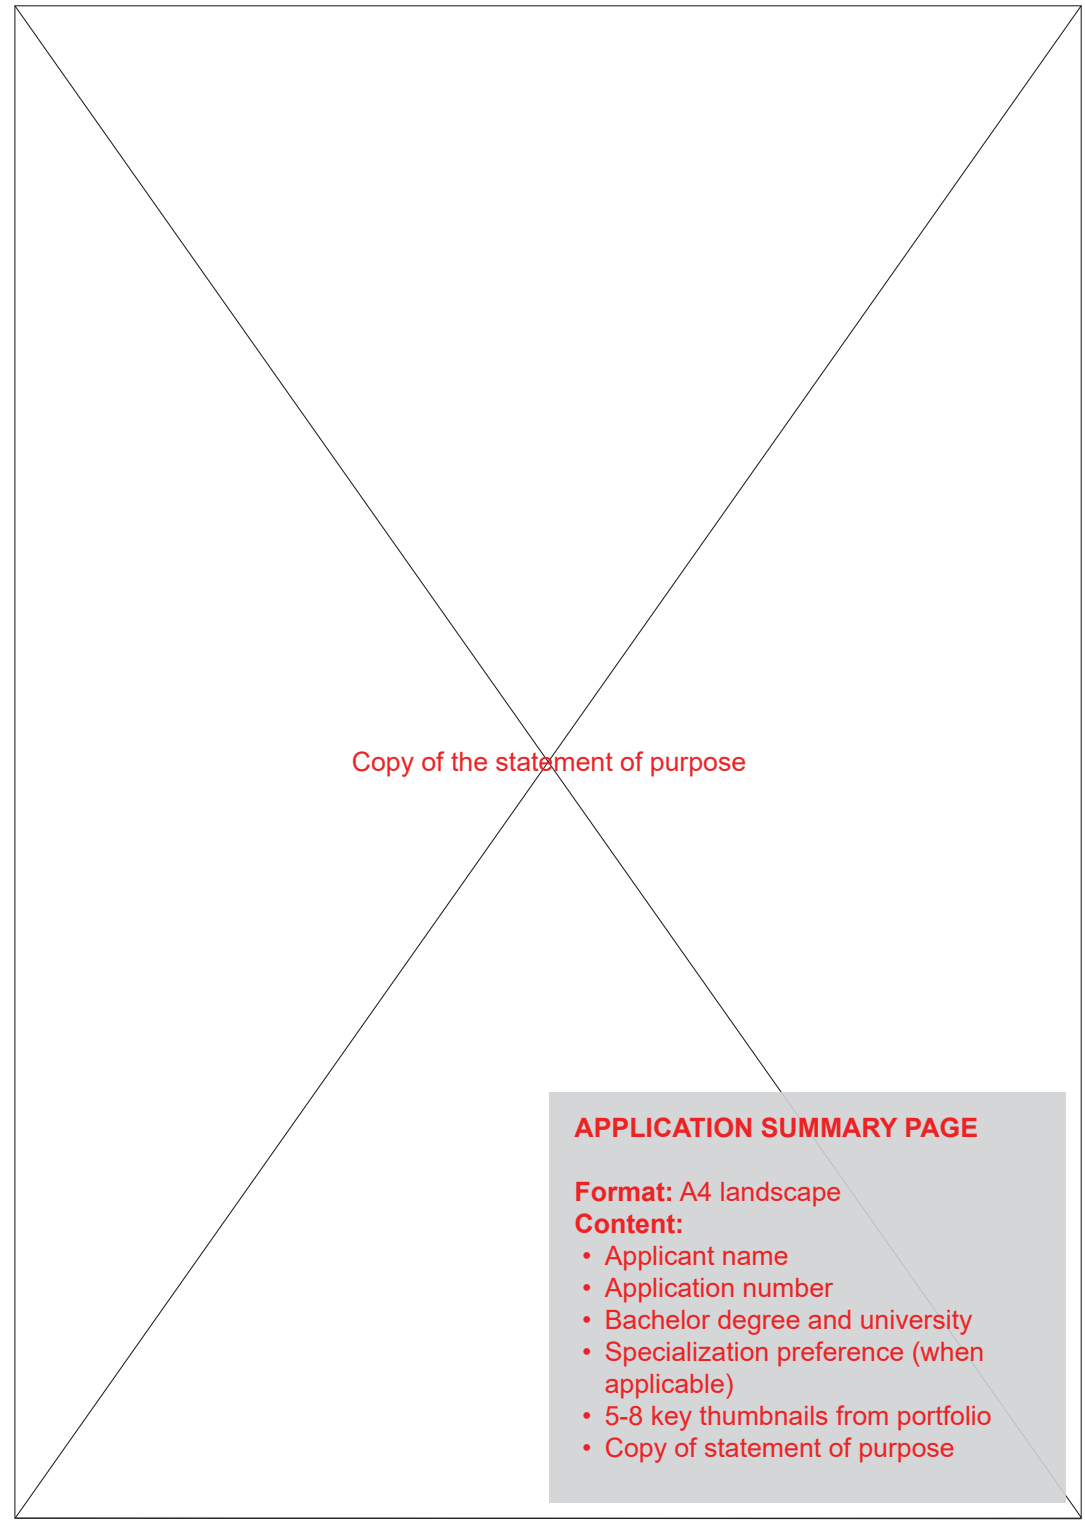 Copy of the statement of purpose
APPLICATION SUMMARY PAGE
Format: A4 landscape
Content:
• Applicant name
• Application number
• Bachelor degree and university
• Specialization preference (when
applicable)
• 5-8 key thumbnails from portfolio
• Copy of statement of purpose